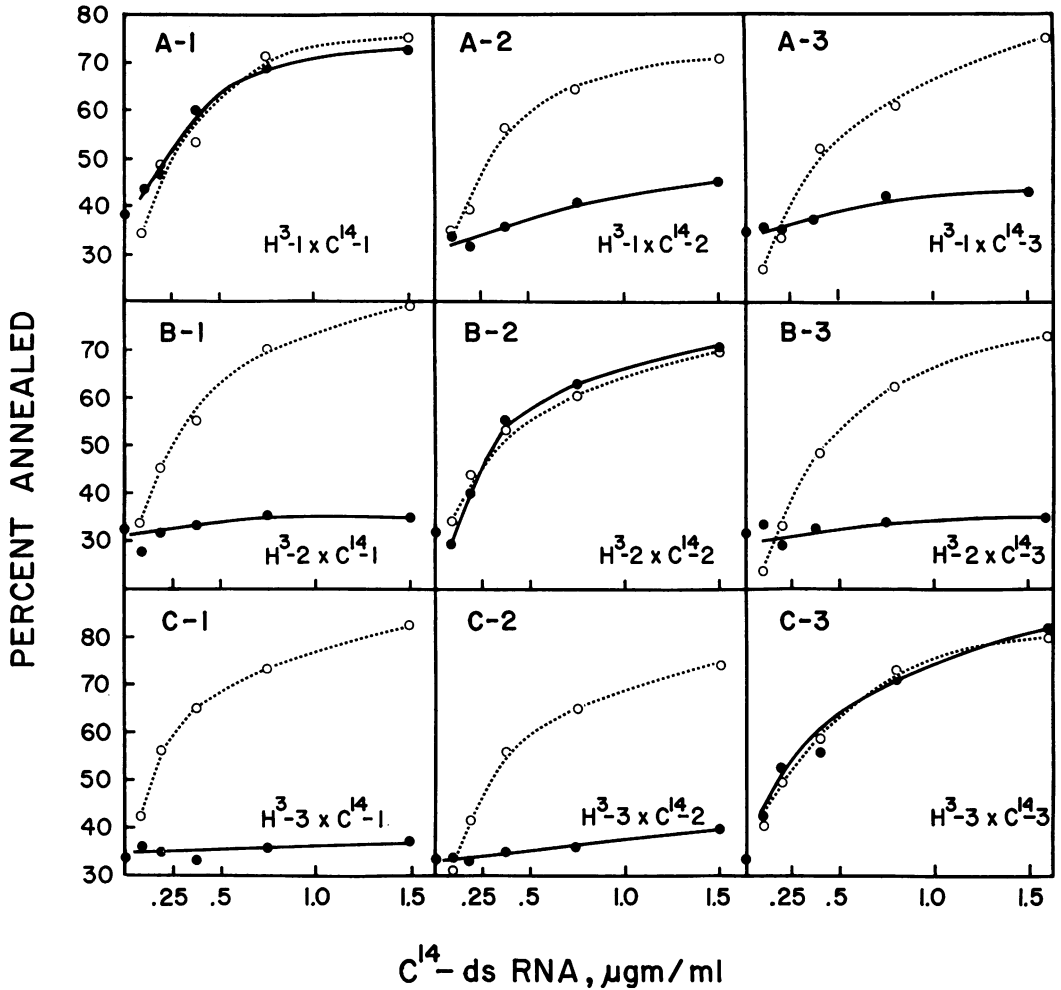 80 A-1 A-2 A-3
70
60
50
40
30 H³-1 x C¹⁴-1 H³-1 x C¹⁴-2 H³-1 x C¹⁴-3
B-1 B-2 B-3
70
60
50
40
30 H³-2 x C¹⁴-1 H³-2 x C¹⁴-2 H³-2 x C¹⁴-3
C-1 C-2 C-3
80
70
60
50
40 H³-3 x C¹⁴-1 H³-3 x C¹⁴-2 H³-3 x C¹⁴-3
30
.25 .5 1.0 1.5 .25 .5 1.0 1.5 .25 .5 1.0 1.5
PERCENT ANNEALED
C¹⁴- ds RNA, µgm/ml